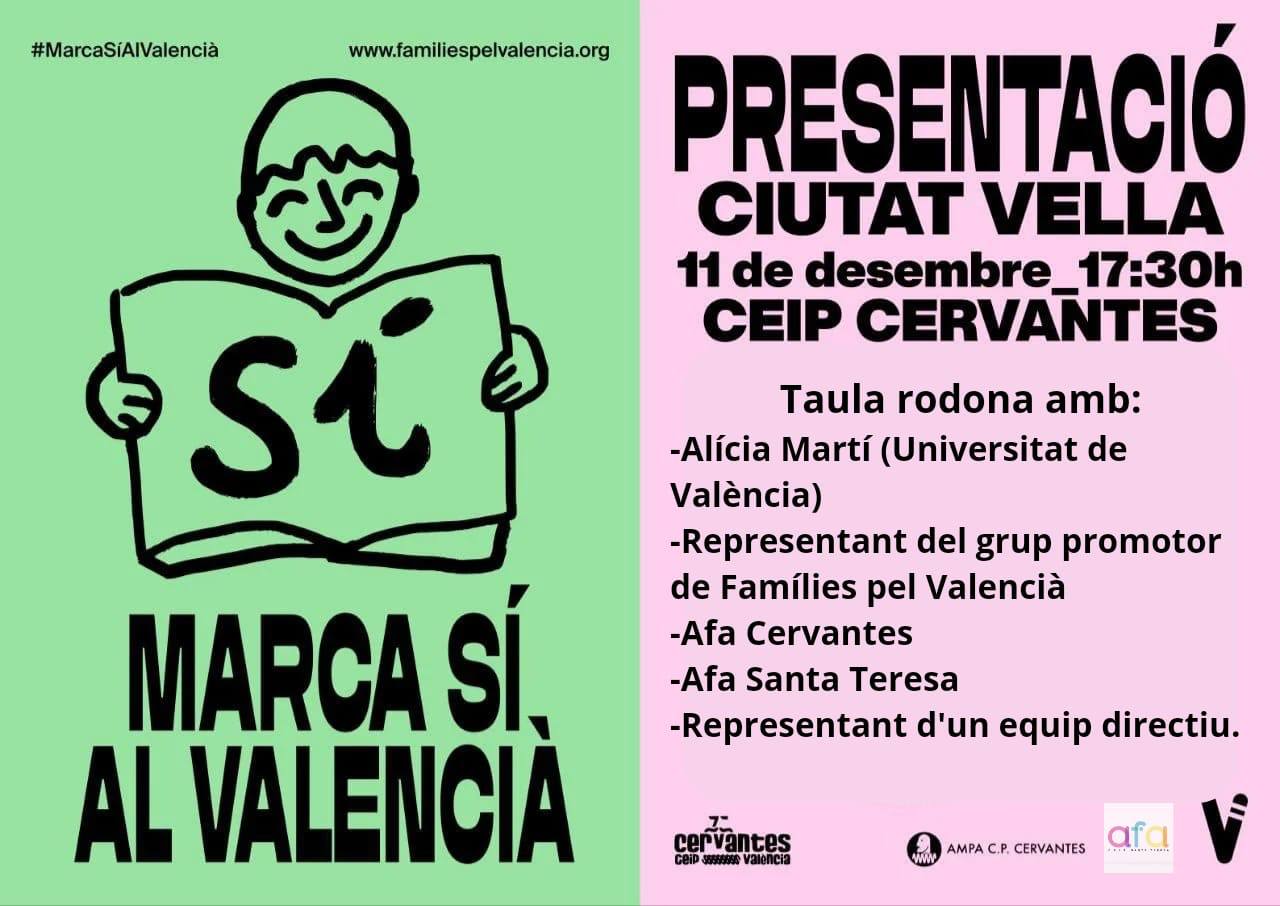 #MarcaSíAlValencià
www.familiespelvalencia.org
Sí
MARCA SÍ
AL VALENCIÀ
PRESENTACIÓ
CIUTAT VELLA
11 de desembre_17:30h
CEIP CERVANTES
Taula rodona amb:
-Alícia Martí (Universitat de
València)
-Representant del grup promotor
de Famílies pel Valencià
-Afa Cervantes
-Afa Santa Teresa
-Representant d'un equip directiu.
cervantes
ceip valència
AMPA C.P. CERVANTES
afa
V